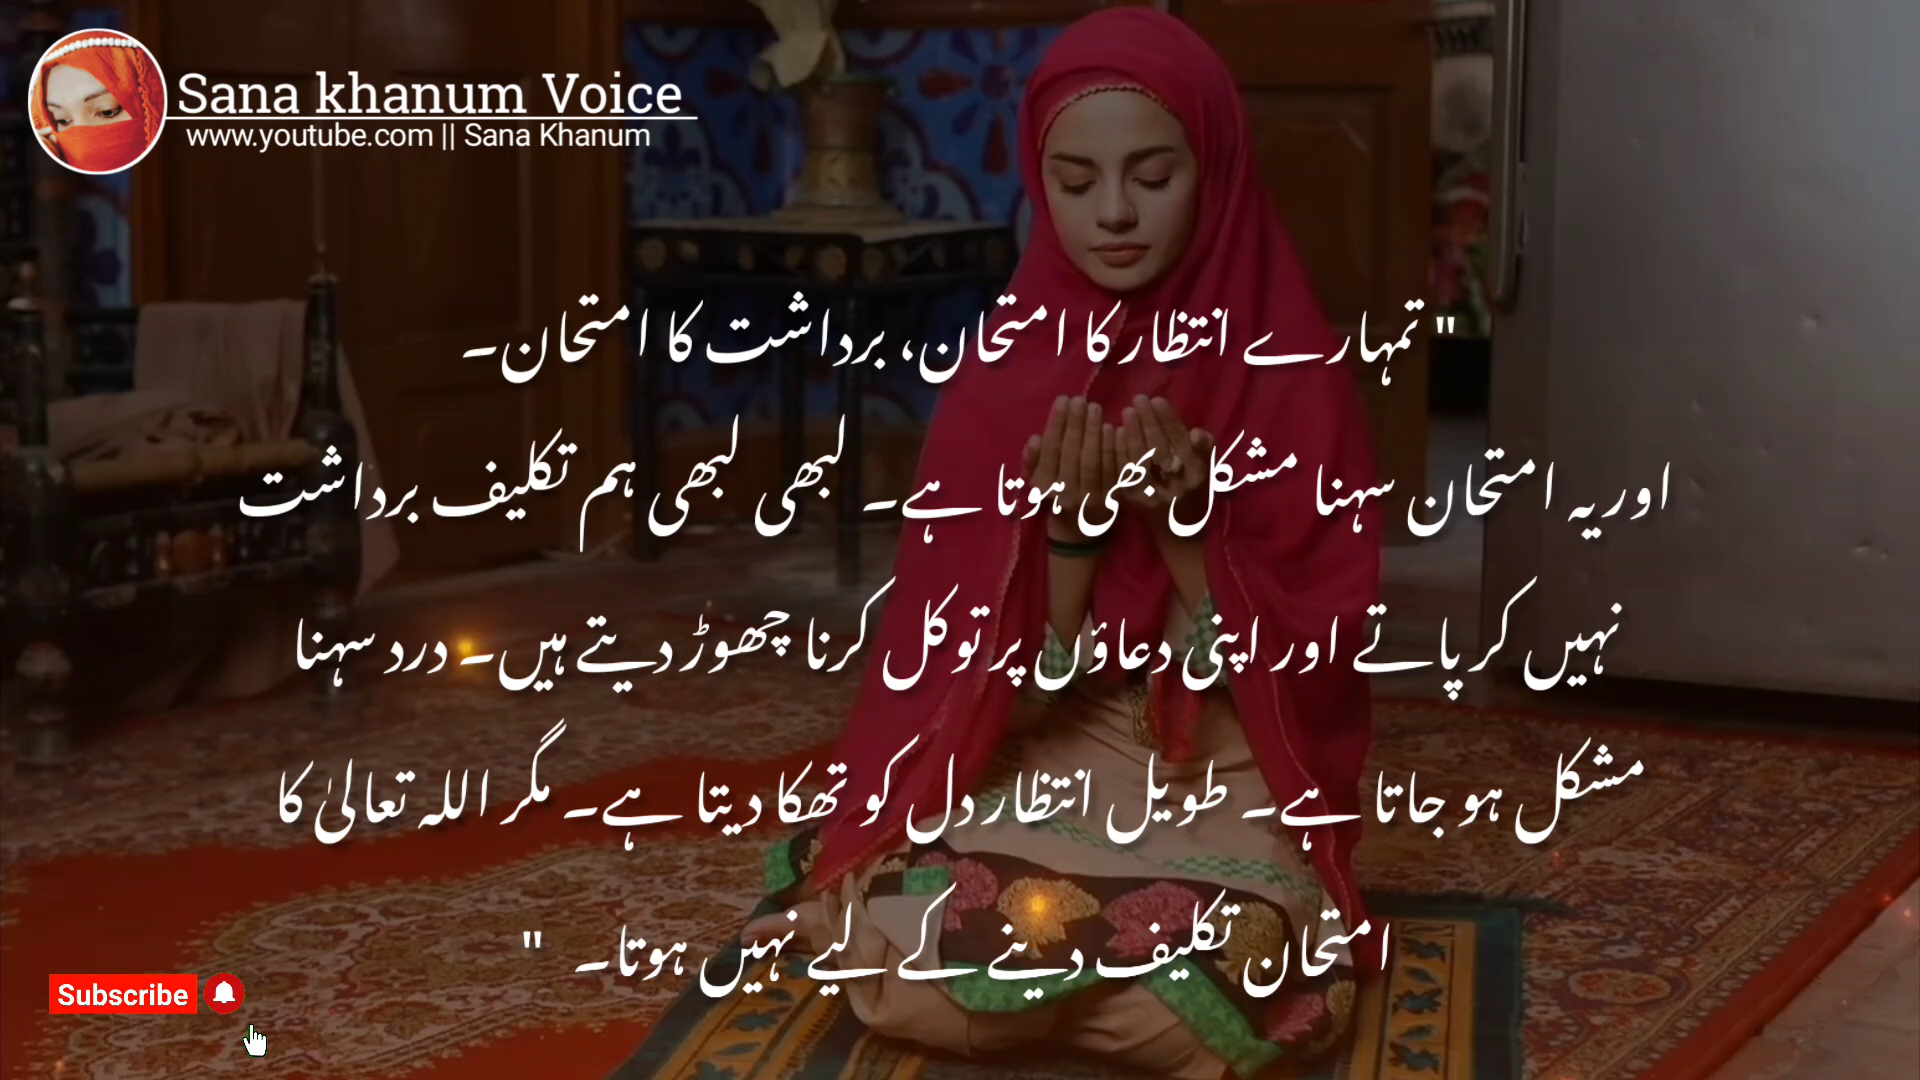 Sana khanum Voice
www.youtube.com || Sana Khanum
"تمہارے انتظار کا امتحان، برداشت کا امتحان۔
اور یہ امتحان سہنا مشکل بھی ہوتا ہے۔ کبھی کبھی ہم تکلیف برداشت
نہیں کر پاتے اور اپنی دعاؤں پر توکل کرنا چھوڑ دیتے ہیں۔ درد سہنا
مشکل ہو جاتا ہے۔ طویل انتظار دل کو تھکا دیتا ہے۔ مگر اللہ تعالیٰ کا
امتحان تکلیف دینے کے لیے نہیں ہوتا۔ "
Subscribe